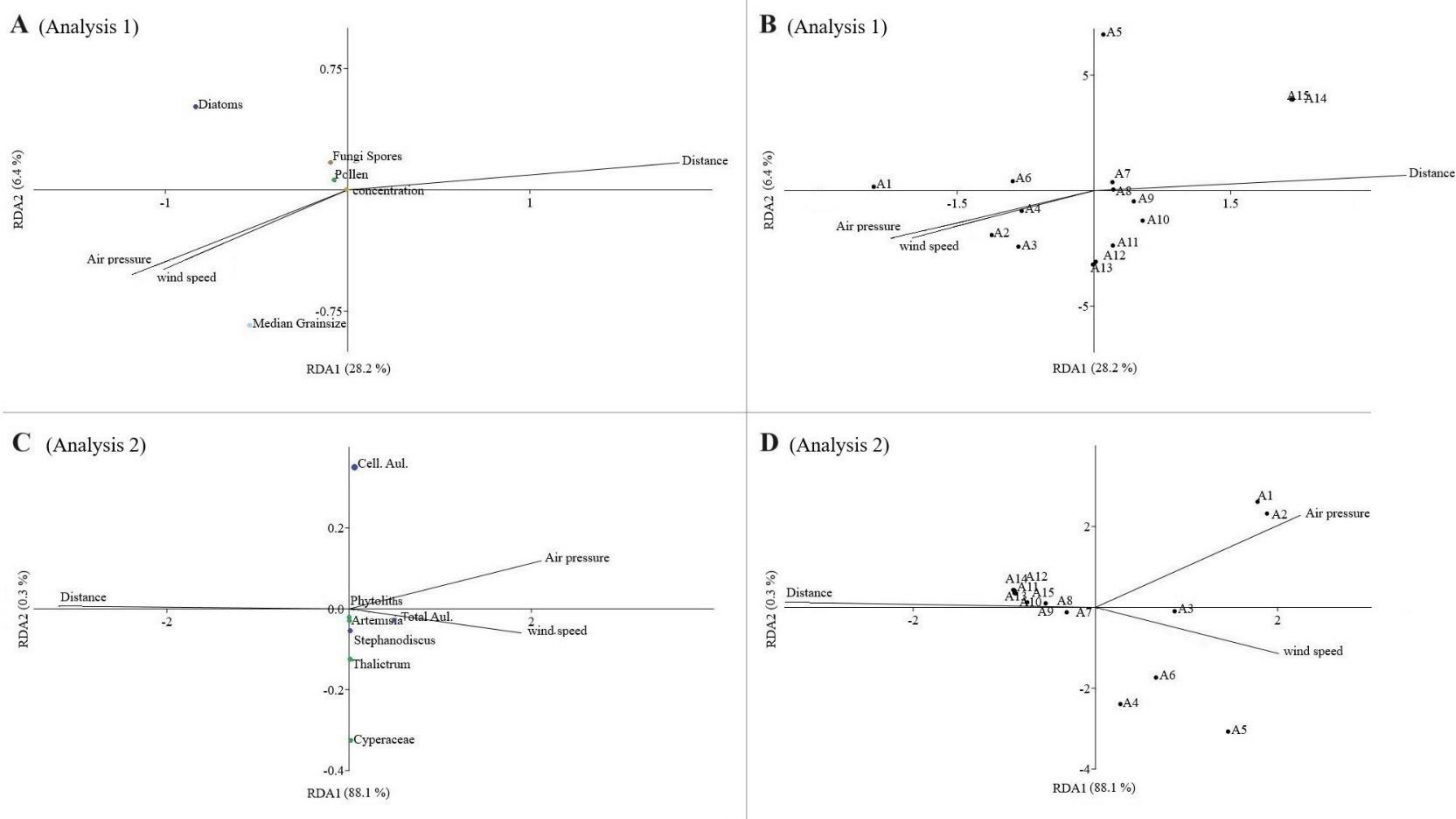 A (Analysis 1)
0.75
Diatoms
Fungi Spores
Pollen
concentration
Distance
-1
1
Air pressure
wind speed
-0.75
Median Grainsize
RDA2 (6.4 %)
RDA1 (28.2 %)
B (Analysis 1)
A5
5
A15
A14
A1
A6
A7
A8
Distance
-1.5
1.5
A9
A4
A10
Air pressure
wind speed
A2
A3
A11
A12
A13
-5
RDA2 (6.4 %)
RDA1 (28.2 %)
C (Analysis 2)
Cell. Aul.
0.2
Air pressure
Distance
Phytoliths
0.0
-2
2
Artemisia
Total Aul.
wind speed
Stephanodiscus
Thalictrum
-0.2
Cyperaceae
-0.4
RDA2 (0.3 %)
RDA1 (88.1 %)
D (Analysis 2)
A1
A2
Air pressure
2
A14
A12
A11
A13
A15
A10
A8
A9
A7
A3
Distance
-2
2
wind speed
A6
-2
A4
A5
-4
RDA2 (0.3 %)
RDA1 (88.1 %)